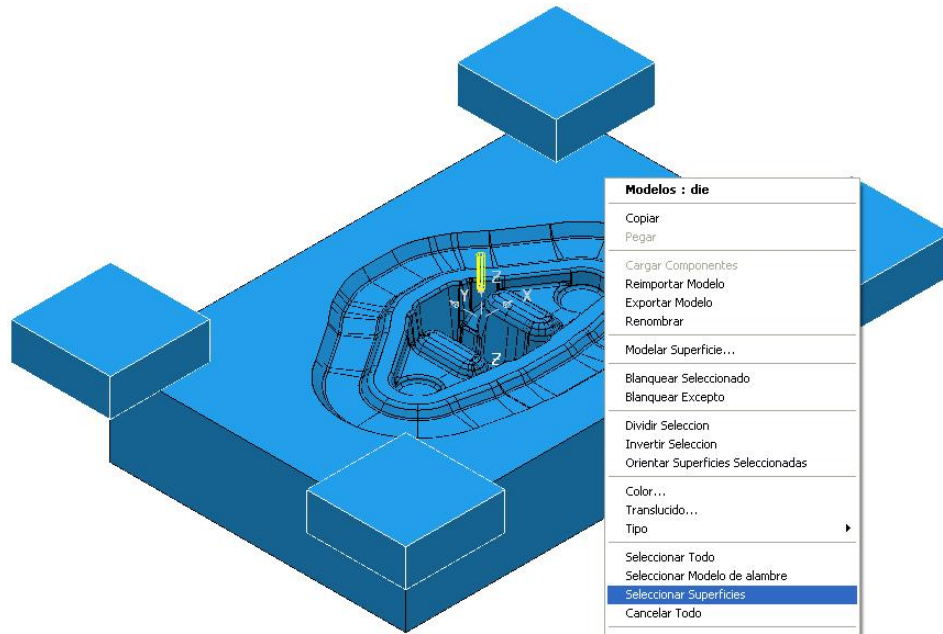 Modelos : die
Copiar
Pegar
Cargar Componentes
Reimportar Modelo
Exportar Modelo
Renombrar
Modelar Superficie...
Blanquear Seleccionado
Blanquear Excepto
Dividir Seleccion
Invertir Seleccion
Orientar Superficies Seleccionadas
Color...
Translucido...
Tipo
Seleccionar Todo
Seleccionar Modelo de alambre
Seleccionar Superficies
Cancelar Todo
Z
Y
X
Z